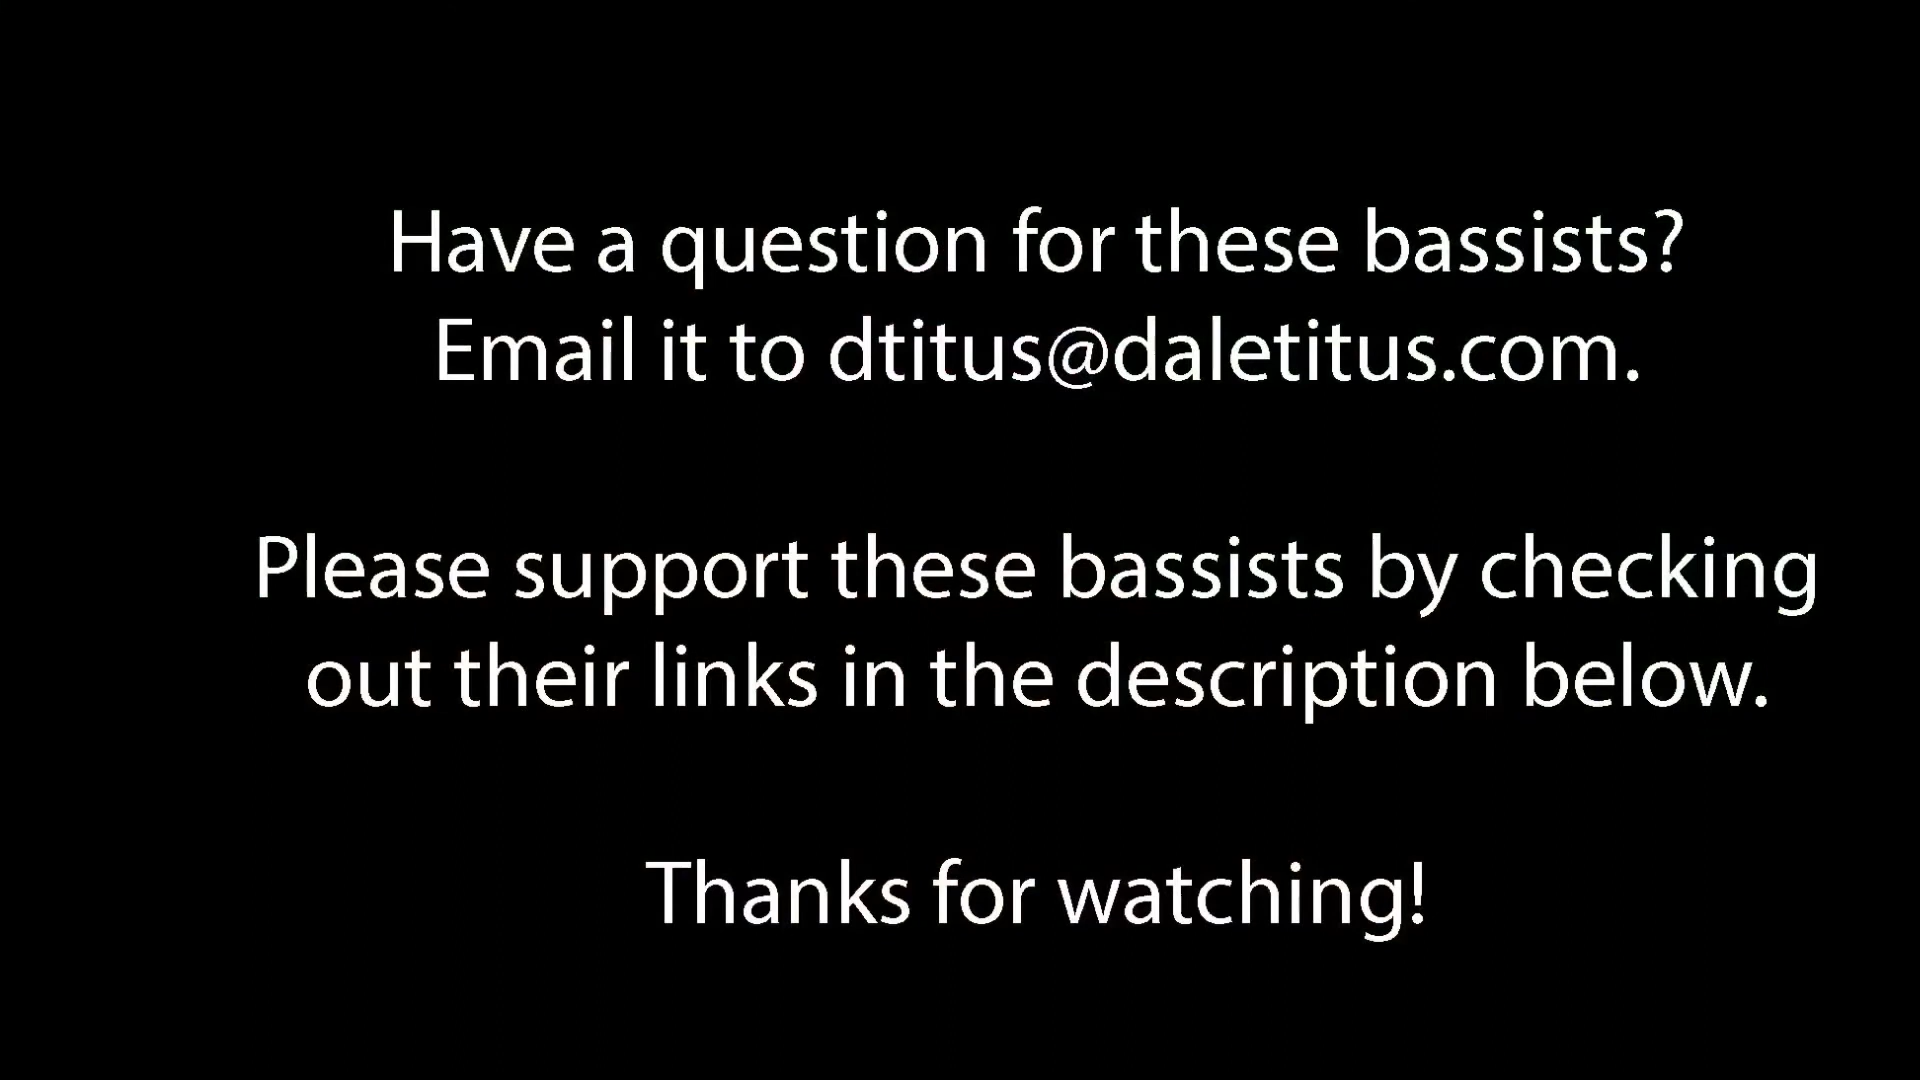 Have a question for these bassists?
Email it to dtitus@daletitus.com.
Please support these bassists by checking
out their links in the description below.
Thanks for watching!